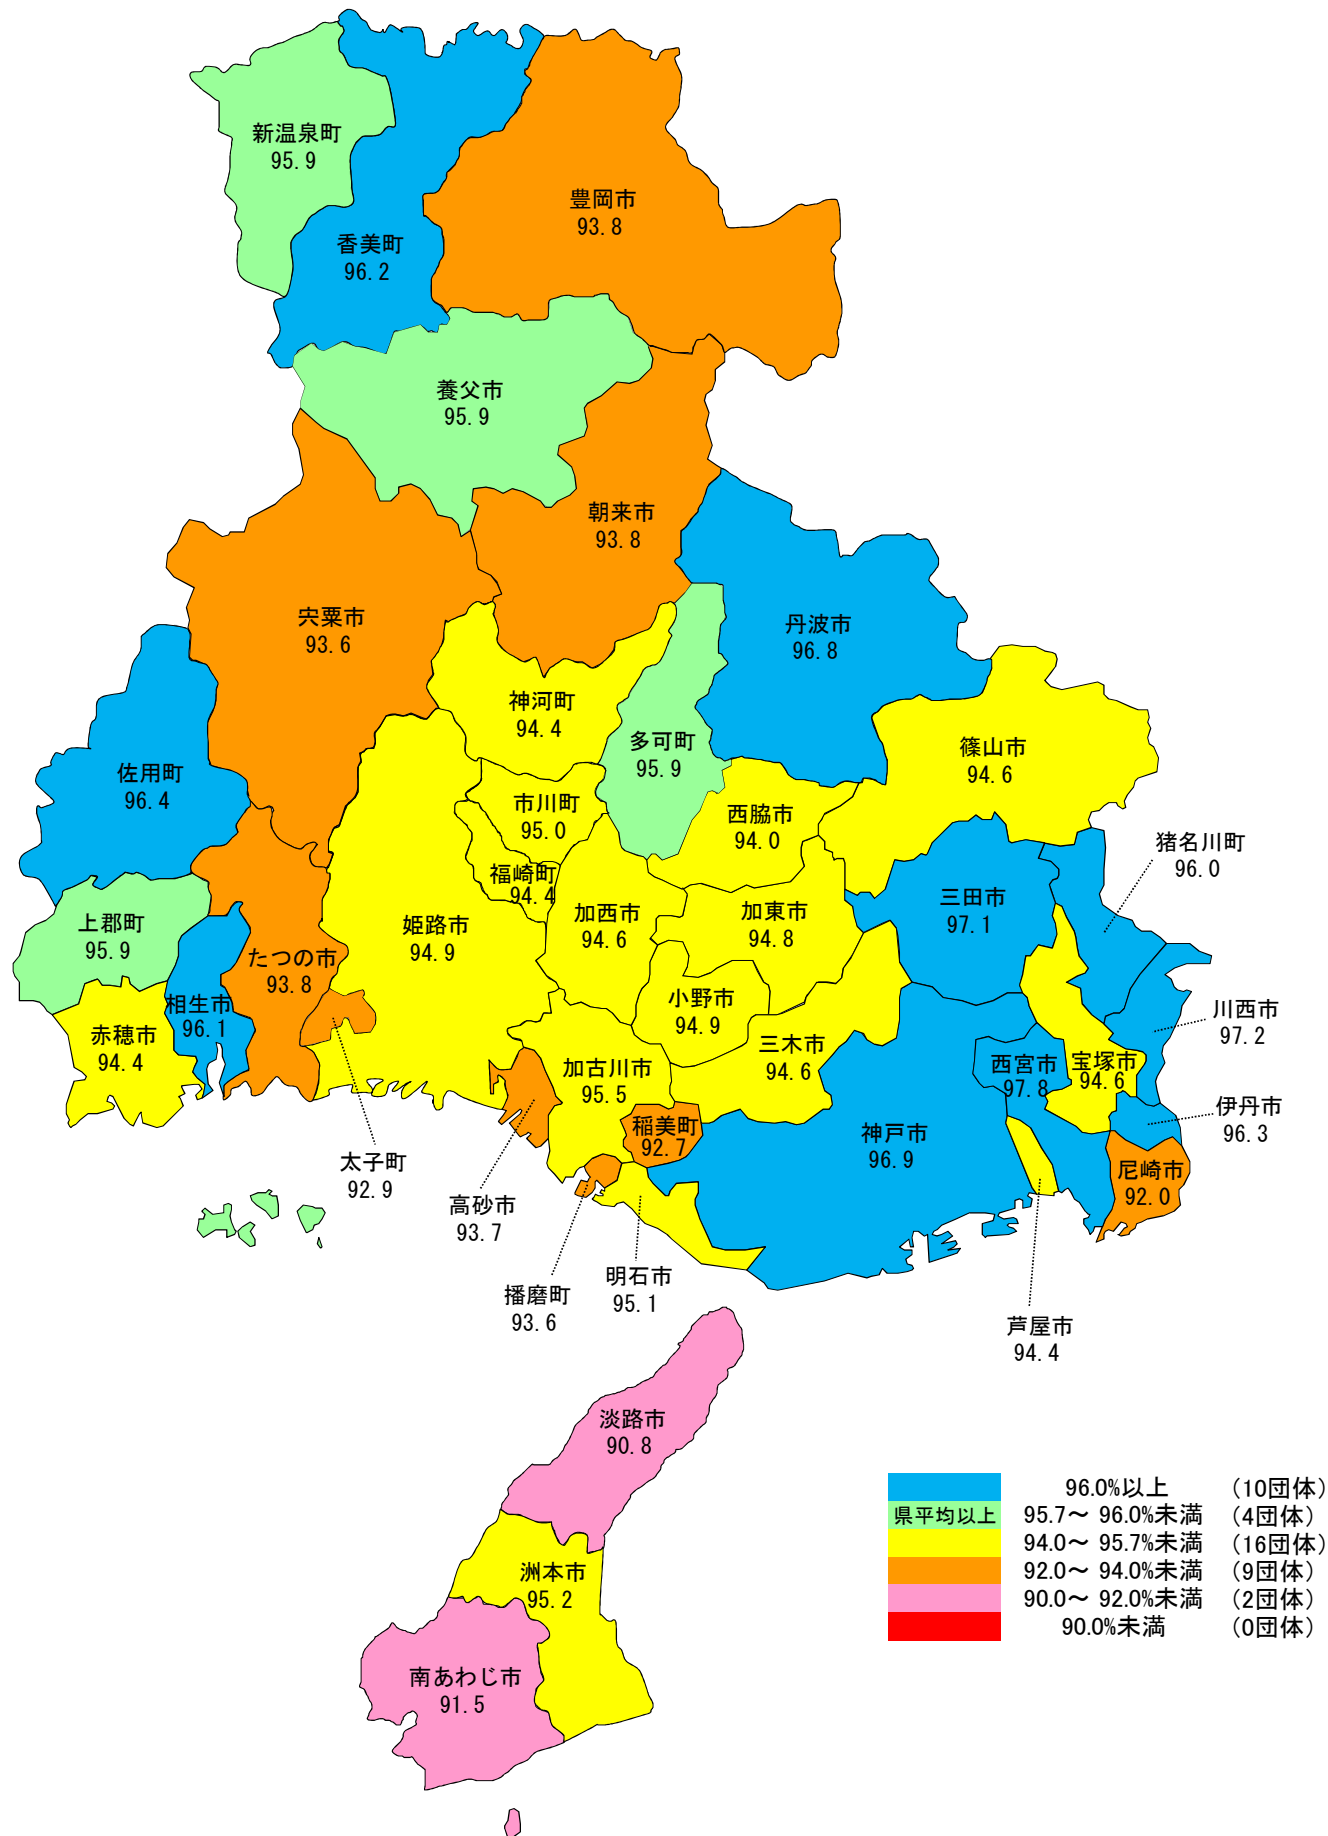 新温泉町
95.9
香美町
96.2
豊岡市
93.8
養父市
95.9
朝来市
93.8
宍粟市
93.6
丹波市
96.8
神河町
94.4
多可町
95.9
篠山市
94.6
佐用町
96.4
市川町
95.0
西脇市
94.0
猪名川町
96.0
福崎町
94.4
三田市
97.1
上郡町
95.9
姫路市
94.9
加西市
94.6
加東市
94.8
たつの市
93.8
相生市
96.1
小野市
94.9
川西市
97.2
赤穂市
94.4
三木市
94.6
西宮市
97.8
宝塚市
94.6
加古川市
95.5
伊丹市
96.3
稲美町
92.7
神戸市
96.9
尼崎市
92.0
太子町
92.9
高砂市
93.7
播磨町
93.6
明石市
95.1
芦屋市
94.4
淡路市
90.8
洲本市
95.2
南あわじ市
91.5
96.0%以上 （10団体）
県平均以上 95.7～ 96.0%未満 （4団体）
94.0～ 95.7%未満 （16団体）
92.0～ 94.0%未満 （9団体）
90.0～ 92.0%未満 （2団体）
90.0%未満 （0団体）